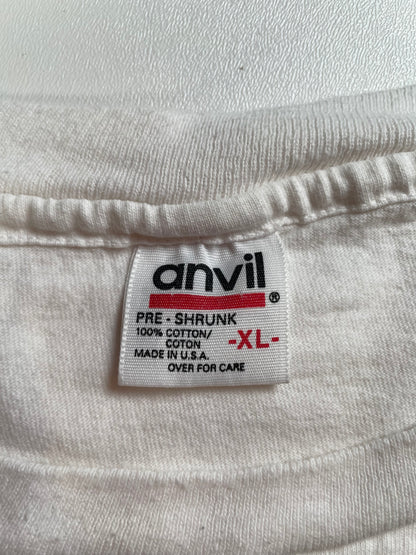 anvil®
PRE - SHRUNK
100% COTTON/
COTON
-XL-
MADE IN U.S.A.
OVER FOR CARE